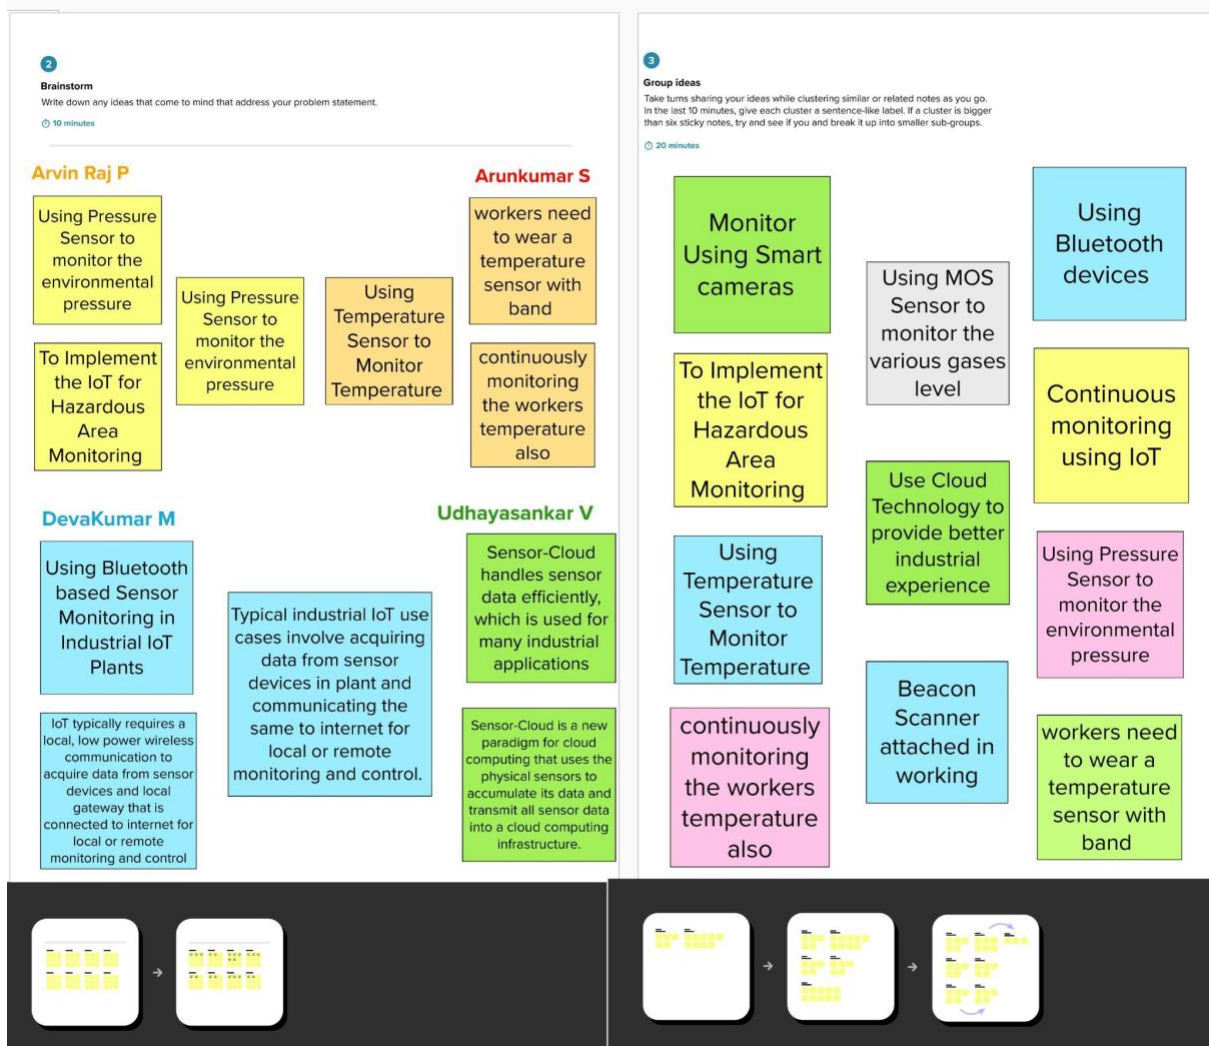 2
Brainstorm
Write down any ideas that come to mind that address your problem statement.
10 minutes
Arvin Raj P
Using Pressure
Sensor to
monitor the
environmental
pressure
To Implement
the IoT for
Hazardous
Area
Monitoring
Using Pressure
Sensor to
monitor the
environmental
pressure
Using
Temperature
Sensor to
Monitor
Temperature
Arunkumar S
workers need
to wear a
temperature
sensor with
band
continuously
monitoring
the workers
temperature
also
DevaKumar M
Using Bluetooth
based Sensor
Monitoring in
Industrial IoT
Plants
IoT typically requires a
local, low power wireless
communication to
acquire data from sensor
devices and local
gateway that is
connected to internet for
local or remote
monitoring and control
Typical industrial IoT use
cases involve acquiring
data from sensor
devices in plant and
communicating the
same to internet for
local or remote
monitoring and control.
Udhayasankar V
Sensor-Cloud
handles sensor
data efficiently,
which is used for
many industrial
applications
Sensor-Cloud is a new
paradigm for cloud
computing that uses the
physical sensors to
accumulate its data and
transmit all sensor data
into a cloud computing
infrastructure.
3
Group ideas
Take turns sharing your ideas while clustering similar or related notes as you go.
In the last 10 minutes, give each cluster a sentence-like label. If a cluster is bigger
than six sticky notes, try and see if you and break it up into smaller sub-groups.
20 minutes
Monitor
Using Smart
cameras
To Implement
the IoT for
Hazardous
Area
Monitoring
Using
Temperature
Sensor to
Monitor
Temperature
continuously
monitoring
the workers
temperature
also
Using MOS
Sensor to
monitor the
various gases
level
Use Cloud
Technology to
provide better
industrial
experience
Beacon
Scanner
attached in
working
Using
Bluetooth
devices
Continuous
monitoring
using IoT
Using Pressure
Sensor to
monitor the
environmental
pressure
workers need
to wear a
temperature
sensor with
band